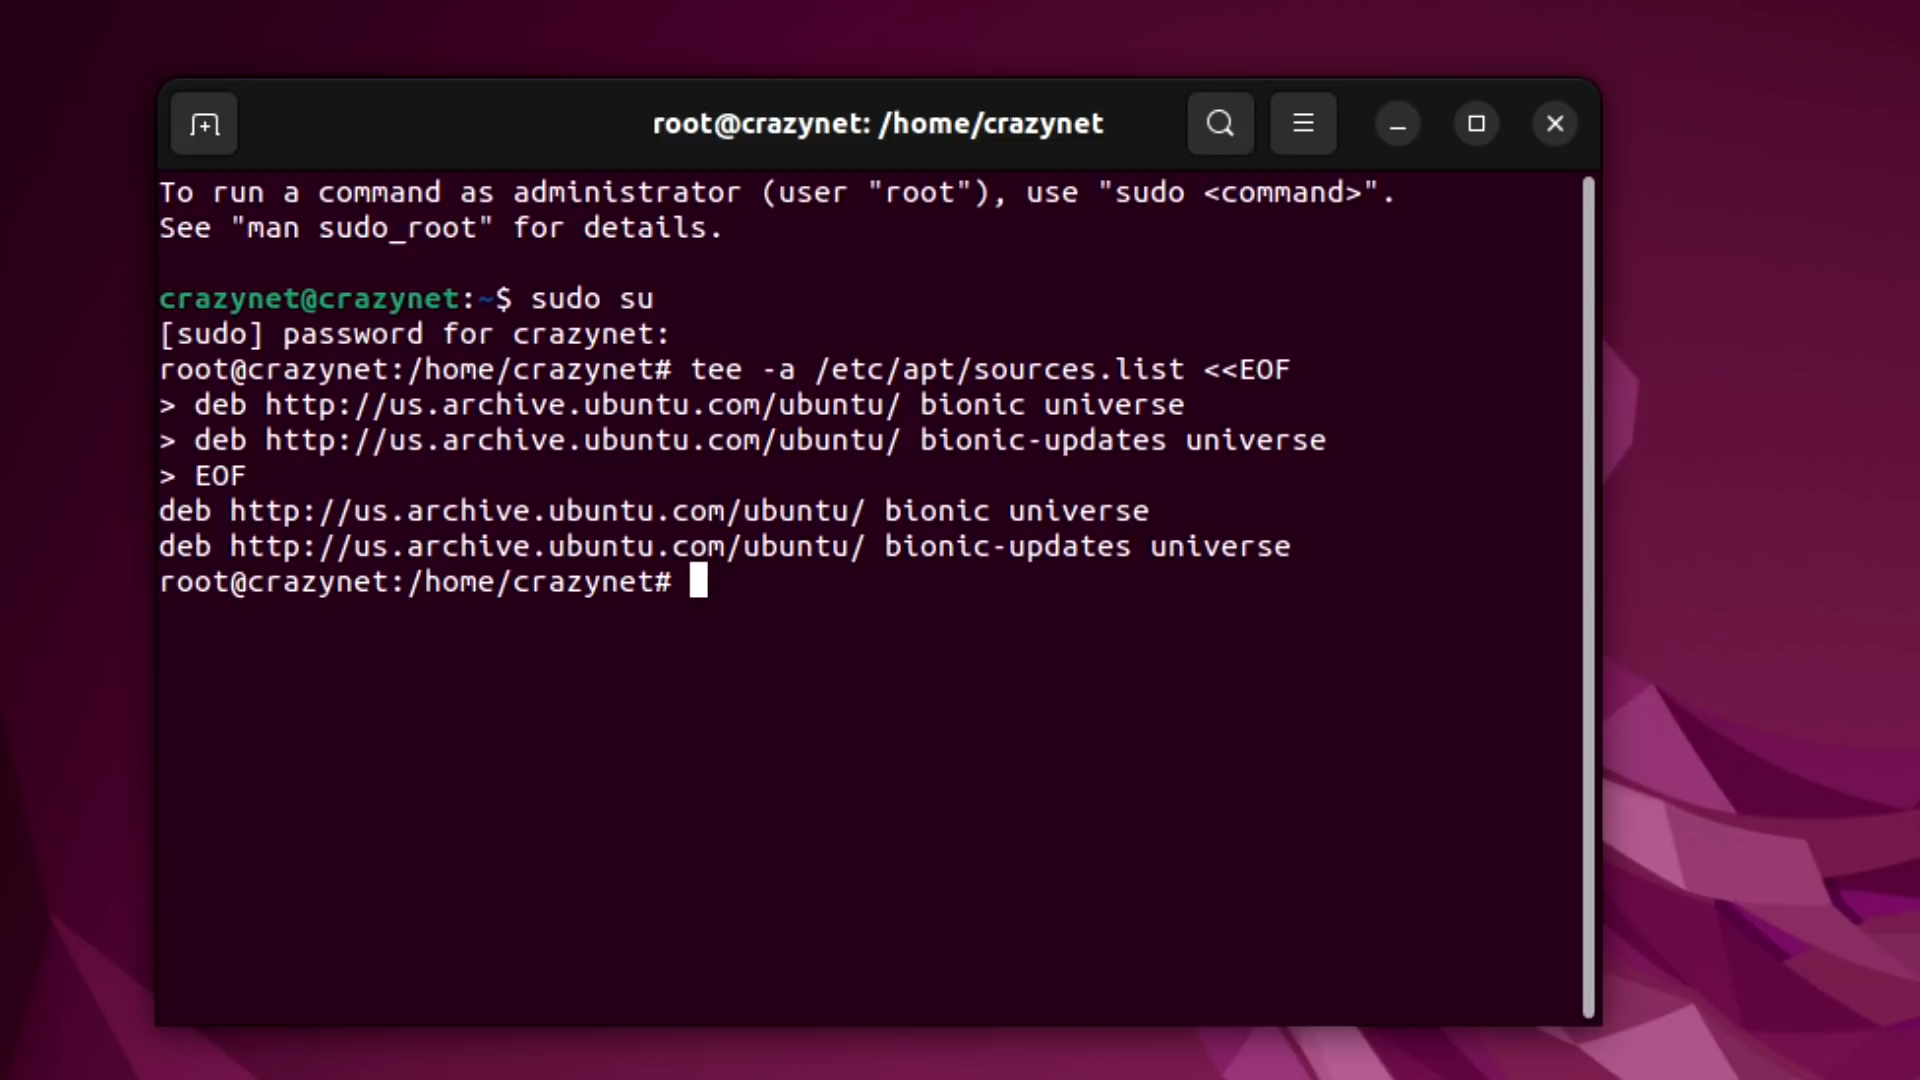 root@crazynet: /home/crazynet
To run a command as administrator (user "root"), use "sudo <command>".
See "man sudo_root" for details.
crazynet@crazynet:~$ sudo su
[sudo] password for crazynet:
root@crazynet:/home/crazynet# tee -a /etc/apt/sources.list <<EOF
> deb http://us.archive.ubuntu.com/ubuntu/ bionic universe
> deb http://us.archive.ubuntu.com/ubuntu/ bionic-updates universe
> EOF
deb http://us.archive.ubuntu.com/ubuntu/ bionic universe
deb http://us.archive.ubuntu.com/ubuntu/ bionic-updates universe
root@crazynet:/home/crazynet#